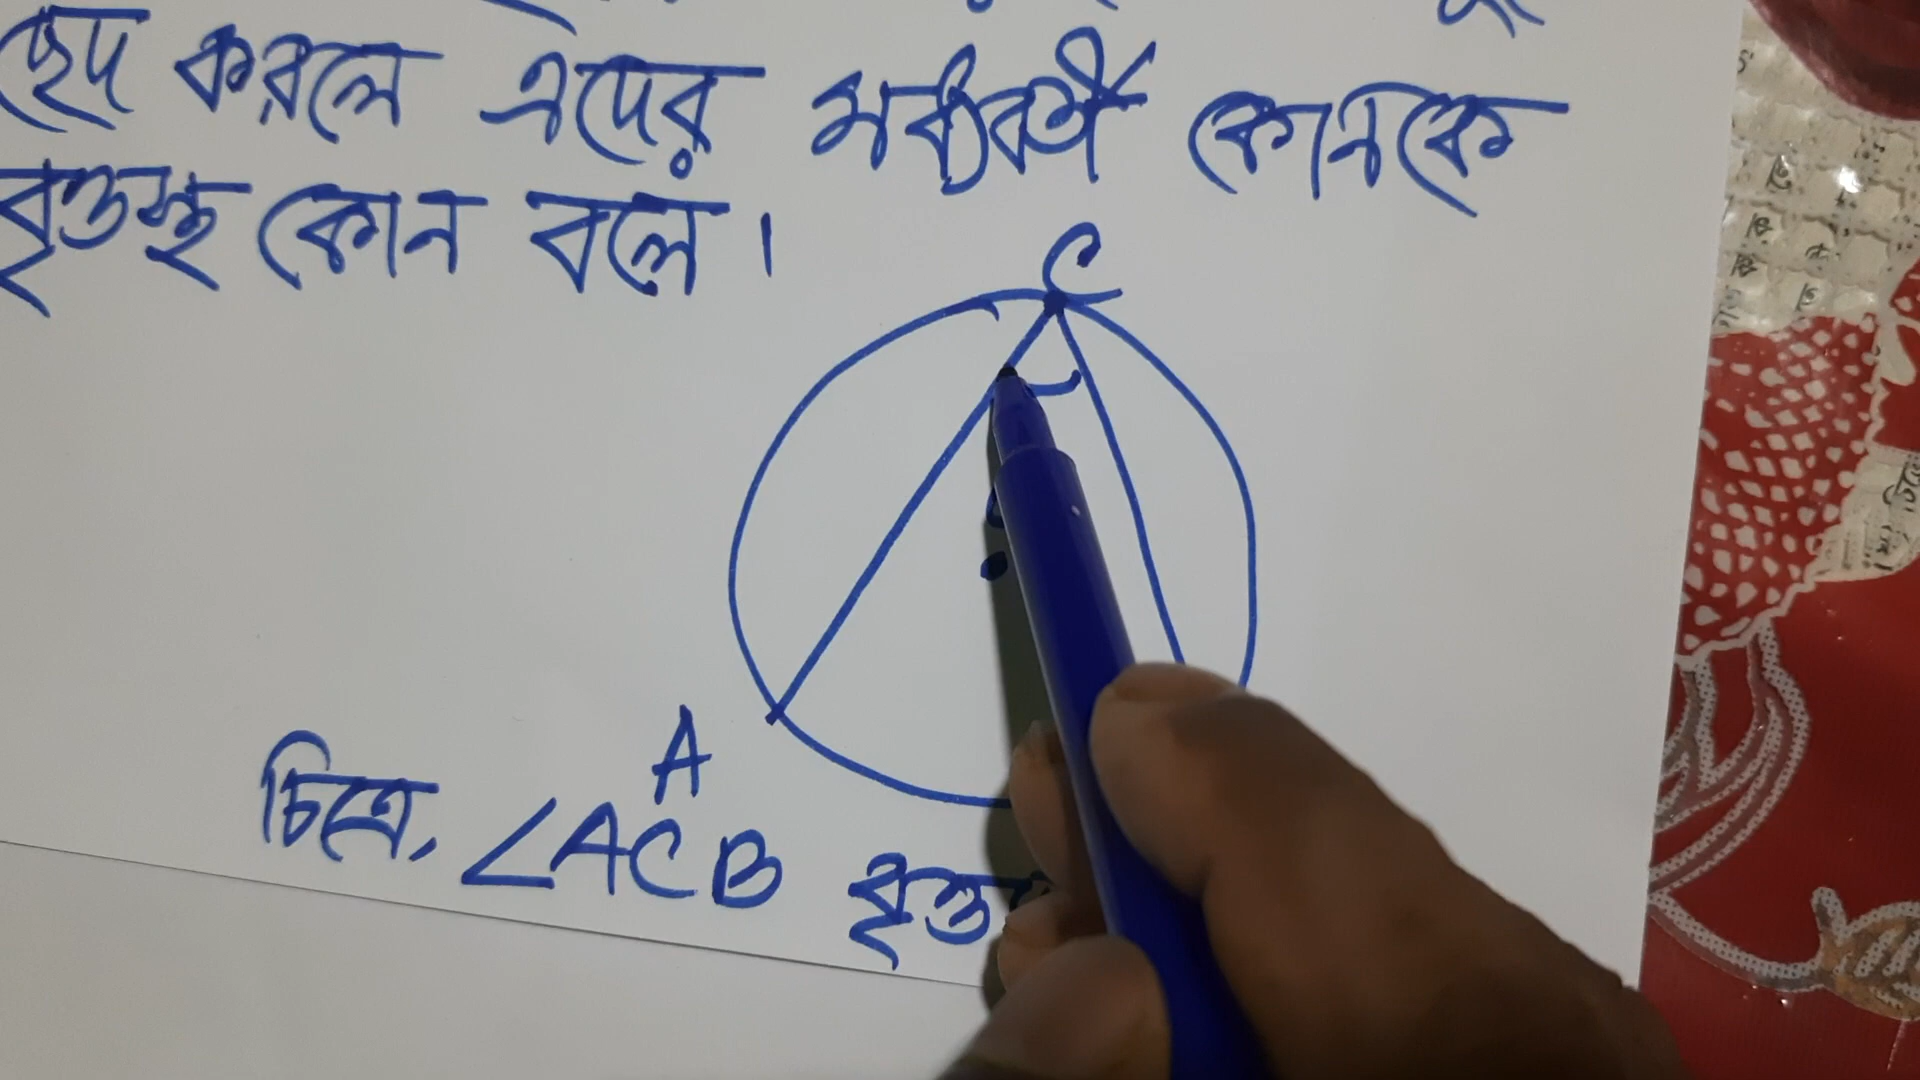 ছেদ করলে এদের মধ্যবর্তী কোনকে
বৃত্তস্থ কোন বলে।
C
A
চিত্রে, ∠ACB বৃত্ত